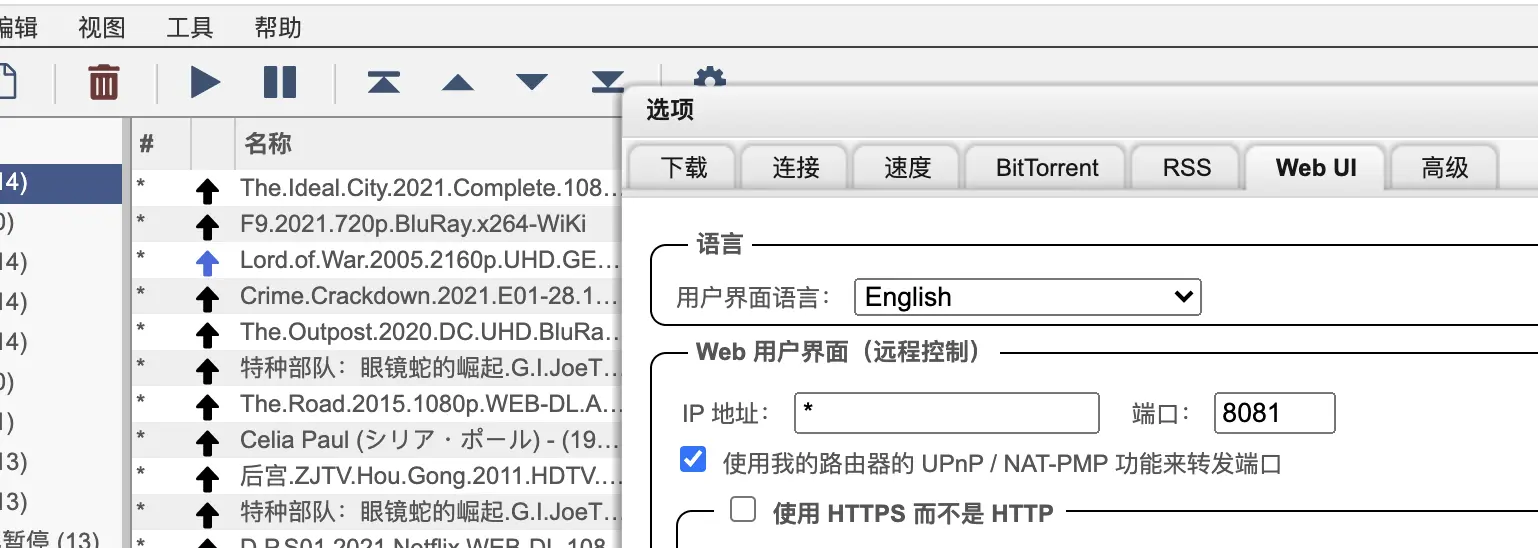 编辑 视图 工具 帮助
选项
下载 连接 速度 BitTorrent RSS Web UI 高级
# 名称
14)
0)
14)
14)
14)
0)
1)
13)
13)
暂停 (13)
* The.Ideal.City.2021.Complete.108...
* F9.2021.720p.BluRay.x264-WiKi
* Lord.of.War.2005.2160p.UHD.GE...
* Crime.Crackdown.2021.E01-28.1...
* The.Outpost.2020.DC.UHD.BluRa...
* 特种部队：眼镜蛇的崛起.G.I.JoeT...
* The.Road.2015.1080p.WEB-DL.A...
* Celia Paul (シリア・ポール) - (19...
* 后宫.ZJTV.Hou.Gong.2011.HDTV....
* 特种部队：眼镜蛇的崛起.G.I.JoeT...
* D.P.S01.2021.Netflix.WEB-DL.108...
语言
用户界面语言： English
Web 用户界面（远程控制）
IP 地址： * 端口： 8081
使用我的路由器的 UPnP / NAT-PMP 功能来转发端口
使用 HTTPS 而不是 HTTP